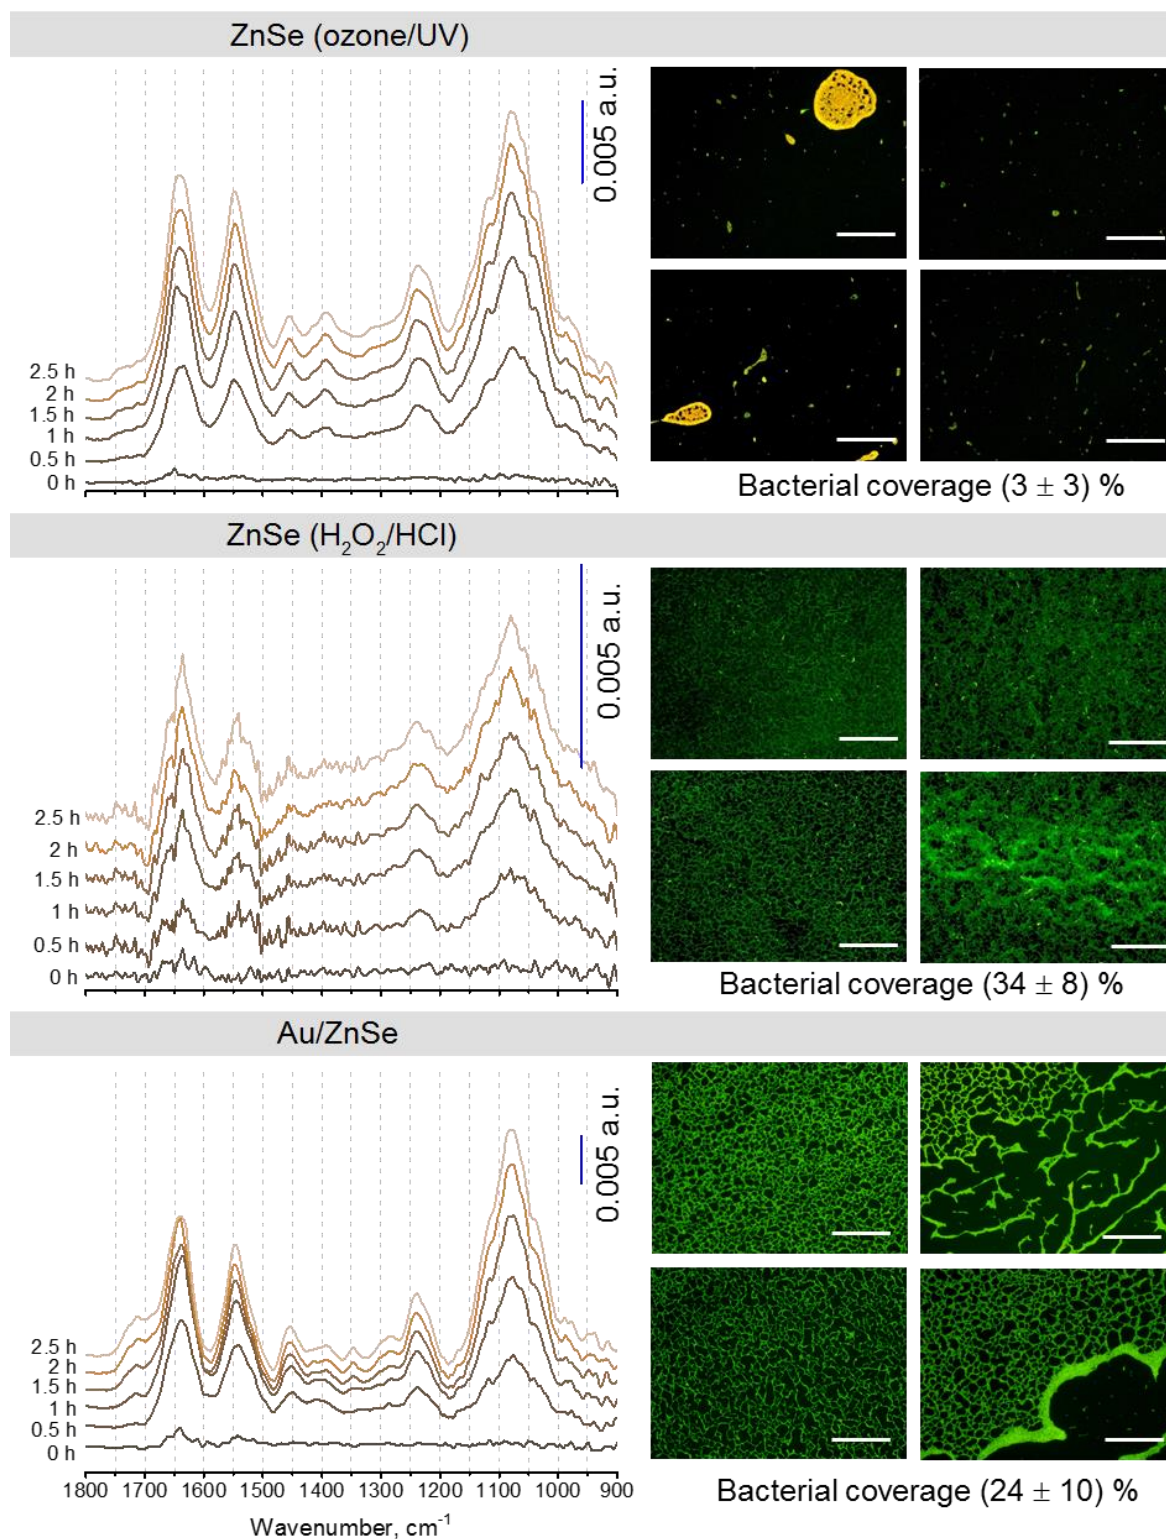 ZnSe (ozone/UV)
0.005 a.u.
2.5 h
2 h
1.5 h
1 h
0.5 h
0 h
Bacterial coverage (3 ± 3) %
ZnSe (H₂O₂/HCl)
0.005 a.u.
2.5 h
2 h
1.5 h
1 h
0.5 h
0 h
Bacterial coverage (34 ± 8) %
Au/ZnSe
0.005 a.u.
2.5 h
2 h
1.5 h
1 h
0.5 h
0 h
1800 1700 1600 1500 1400 1300 1200 1100 1000 900
Wavenumber, cm⁻¹
Bacterial coverage (24 ± 10) %